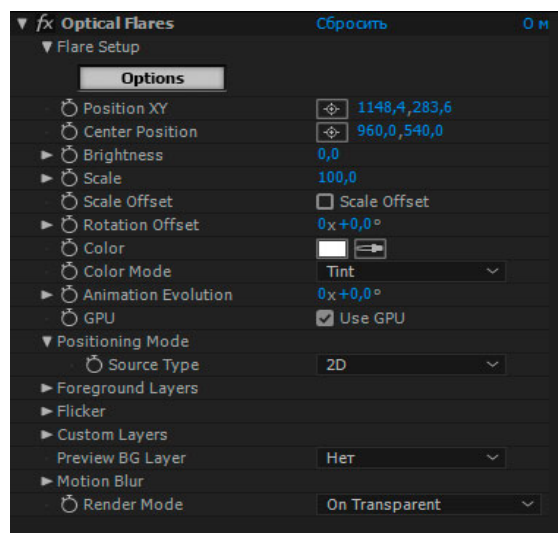 fx Optical Flares Сбросить О м
Flare Setup
Options
Position XY 1148,4,283,6
Center Position 960,0,540,0
Brightness 0,0
Scale 100,0
Scale Offset Scale Offset
Rotation Offset 0x+0,0°
Color
Color Mode Tint
Animation Evolution 0x+0,0°
GPU Use GPU
Positioning Mode
Source Type 2D
Foreground Layers
Flicker
Custom Layers
Preview BG Layer Нет
Motion Blur
Render Mode On Transparent